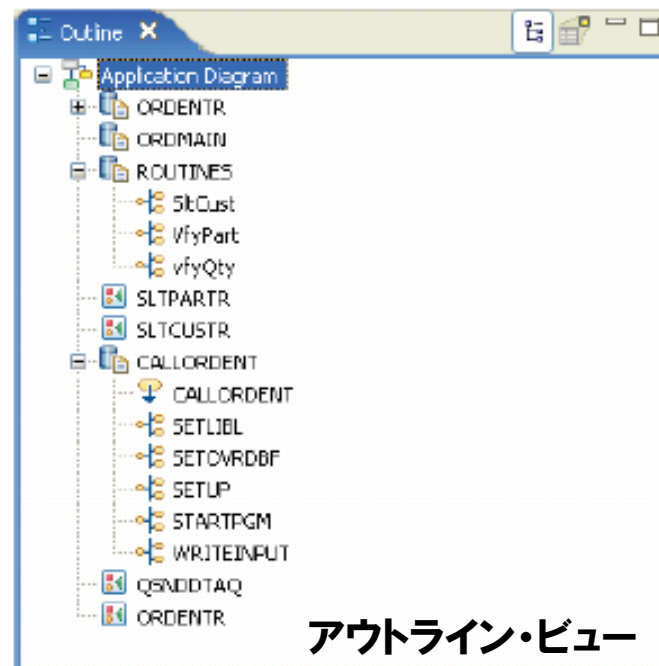 Outline
Application Diagram
ORDENTR
ORDMAIN
ROUTINES
SltCust
VfyPart
vfyQty
SLTPARTR
SLTCUSTR
CALLORDENT
CALLORDENT
SETLIBL
SETOVRDBF
SETUP
STARTPGM
WRITEINPUT
QSNDDTAQ
ORDENTR
アウトライン・ビュー